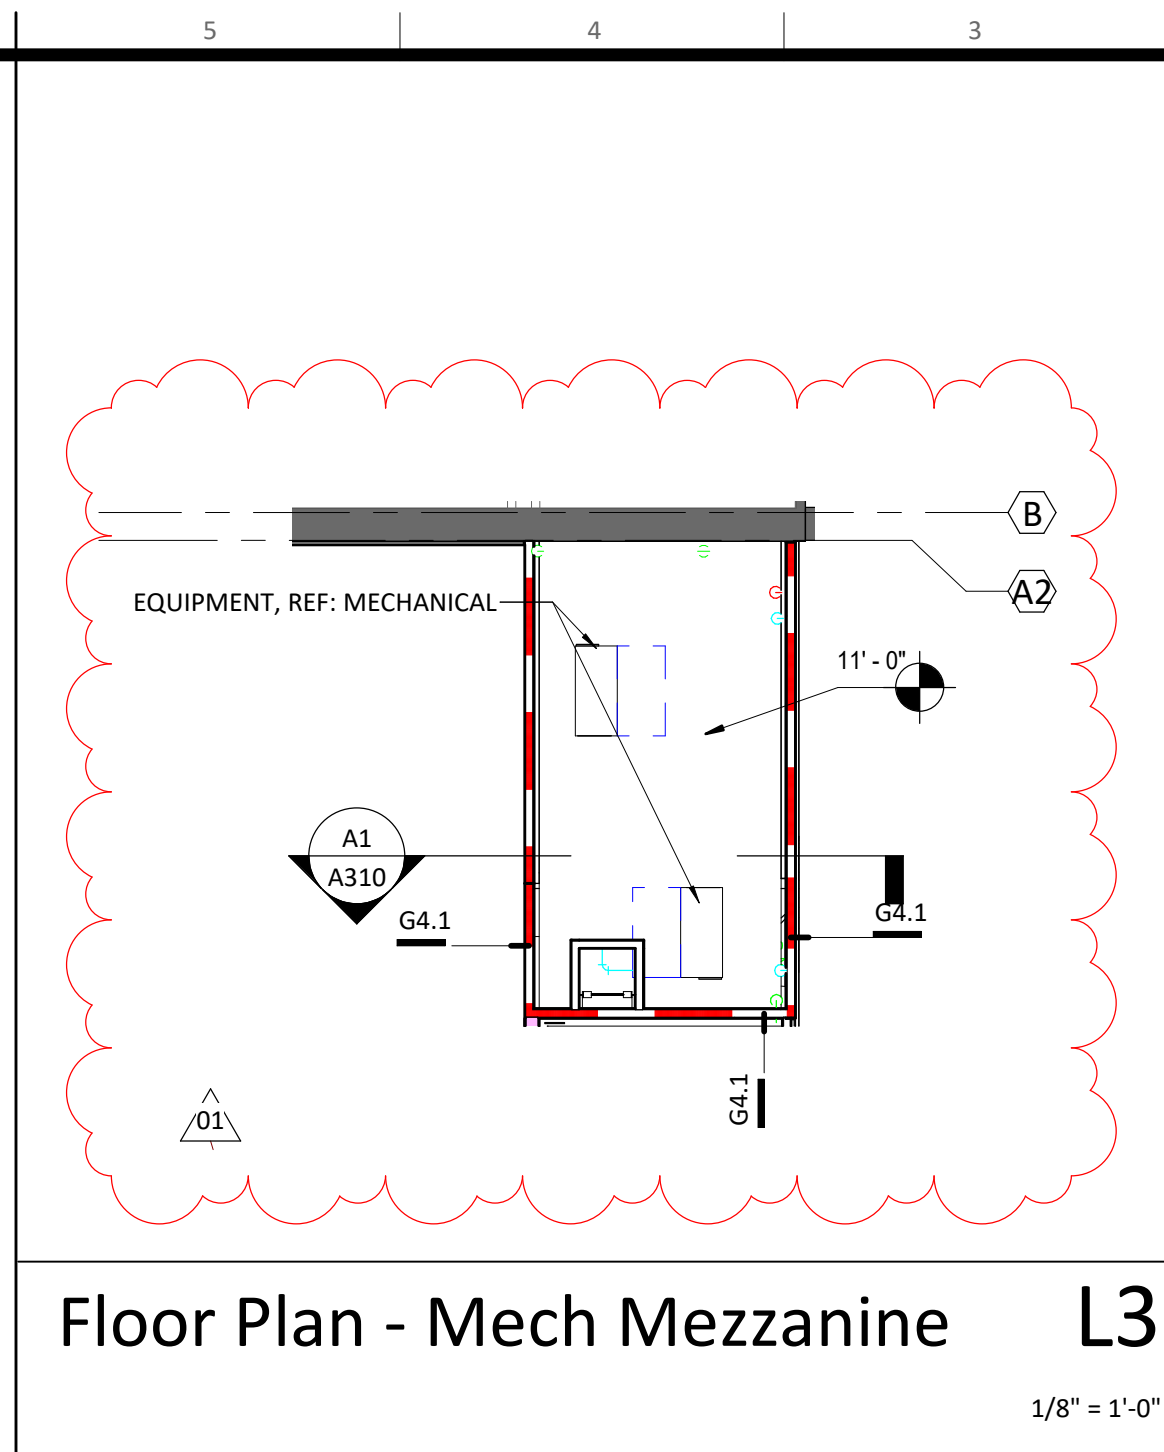 5 4 3
B
EQUIPMENT, REF: MECHANICAL
A2
11' - 0"
A1
A310
G4.1
G4.1
G4.1
01
Floor Plan - Mech Mezzanine L3
1/8" = 1'-0"